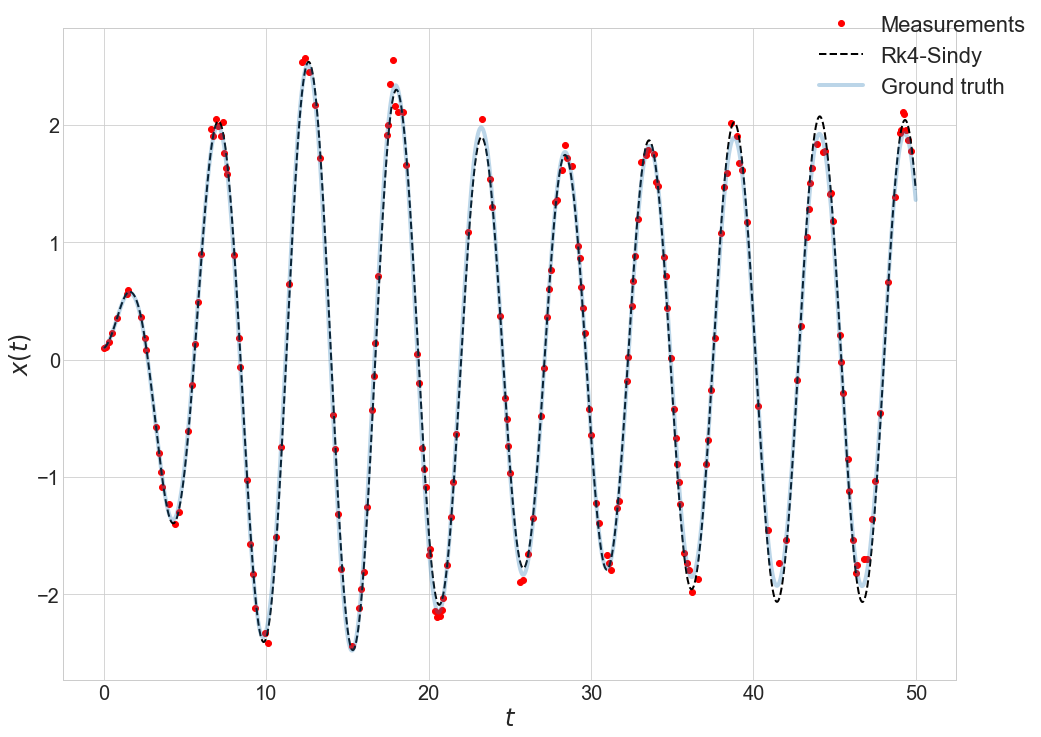 Measurements
Rk4-Sindy
Ground truth
2
1
0
−1
−2
x(t)
0 10 20 30 40 50
t